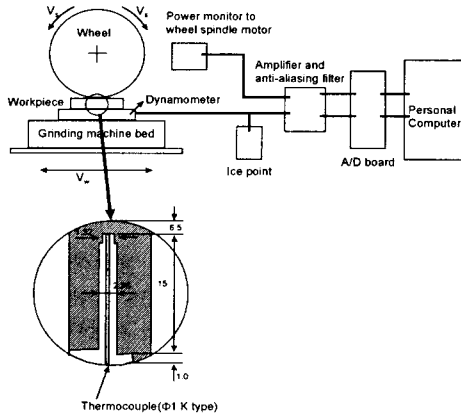 Vs
Vs
Wheel
Power monitor to
wheel spindle motor
Amplifier and
anti-aliasing filter
Workpiece
Dynamometer
Grinding machine bed
Personal
Computer
A/D board
Ice point
Vw
6.5
15
1.0
Thermocouple(Φ1 K type)